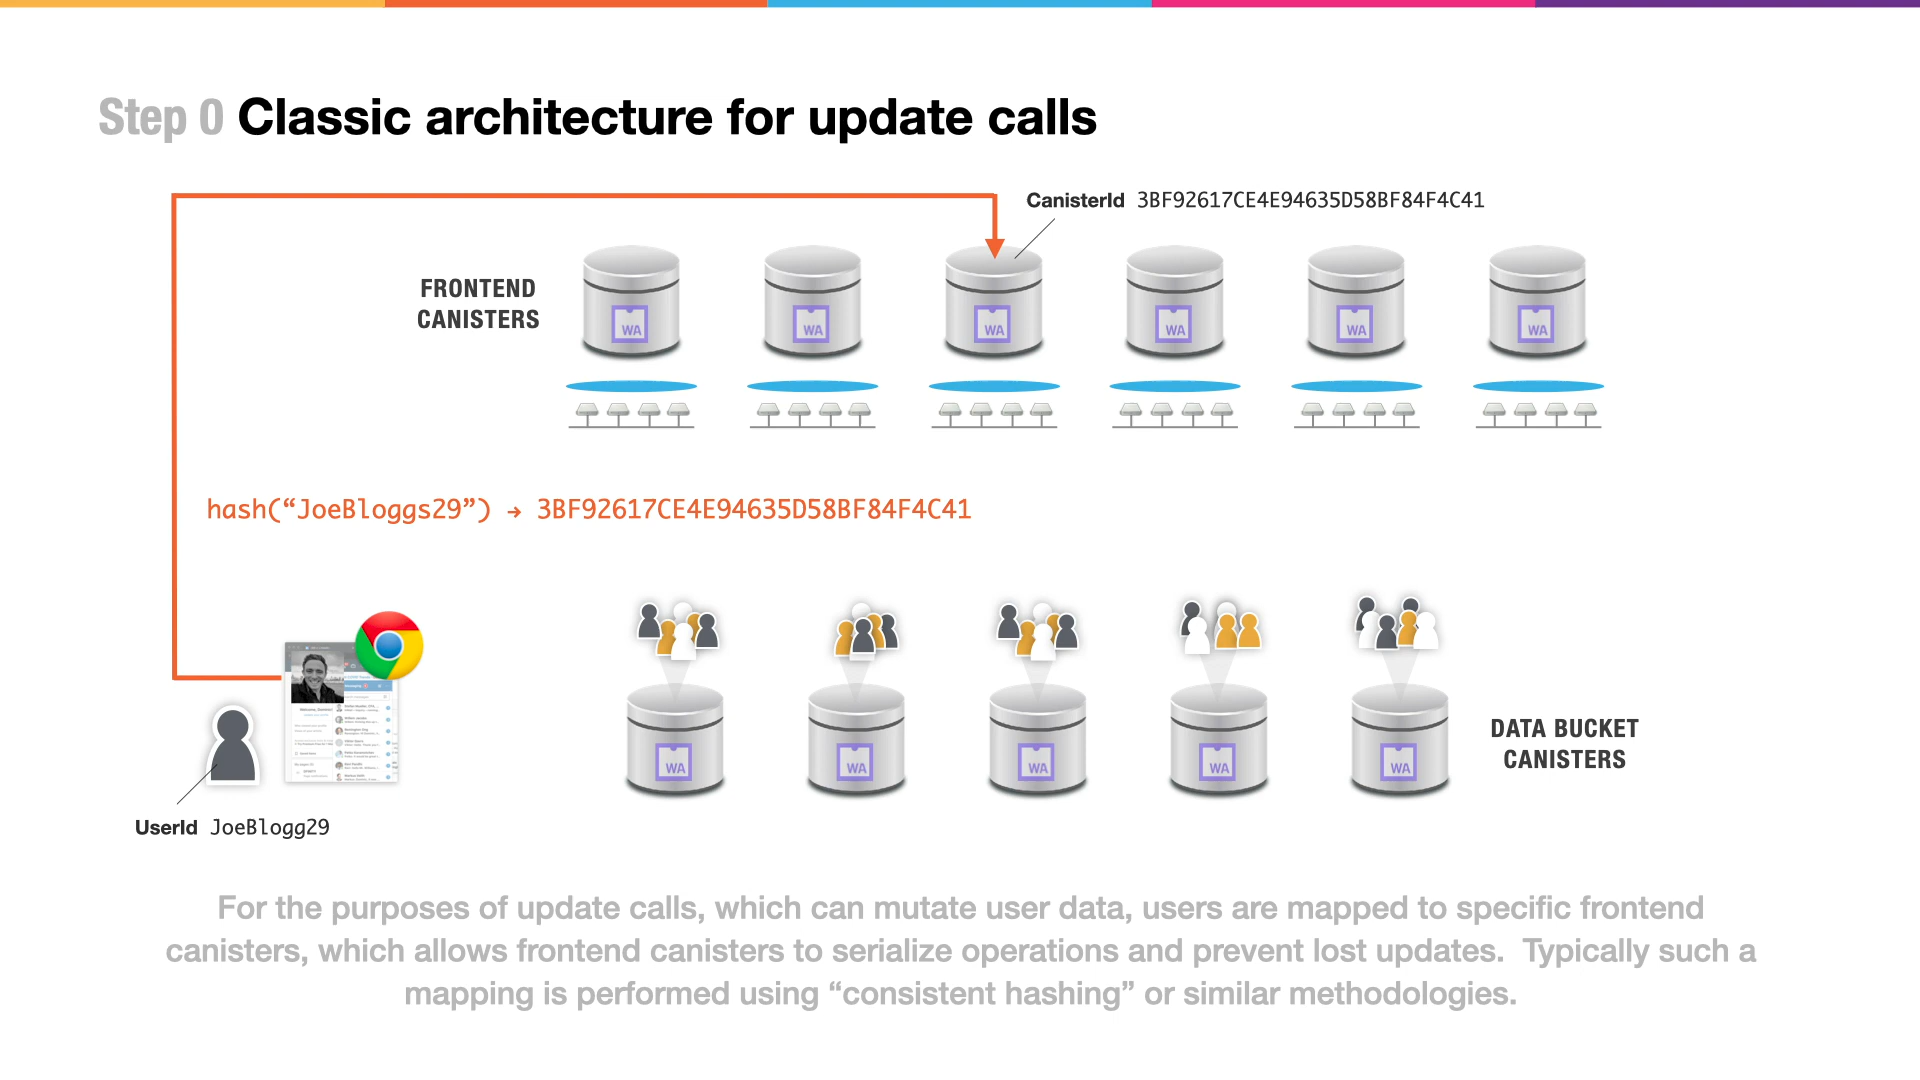 Step 0 Classic architecture for update calls
CanisterId 3BF92617CE4E94635D58BF84F4C41
FRONTEND
CANISTERS
WA
WA
WA
WA
WA
WA
hash(“JoeBloggs29”) → 3BF92617CE4E94635D58BF84F4C41
WA
WA
WA
WA
WA
DATA BUCKET
CANISTERS
UserId JoeBlogg29
For the purposes of update calls, which can mutate user data, users are mapped to specific frontend
canisters, which allows frontend canisters to serialize operations and prevent lost updates. Typically such a
mapping is performed using “consistent hashing” or similar methodologies.